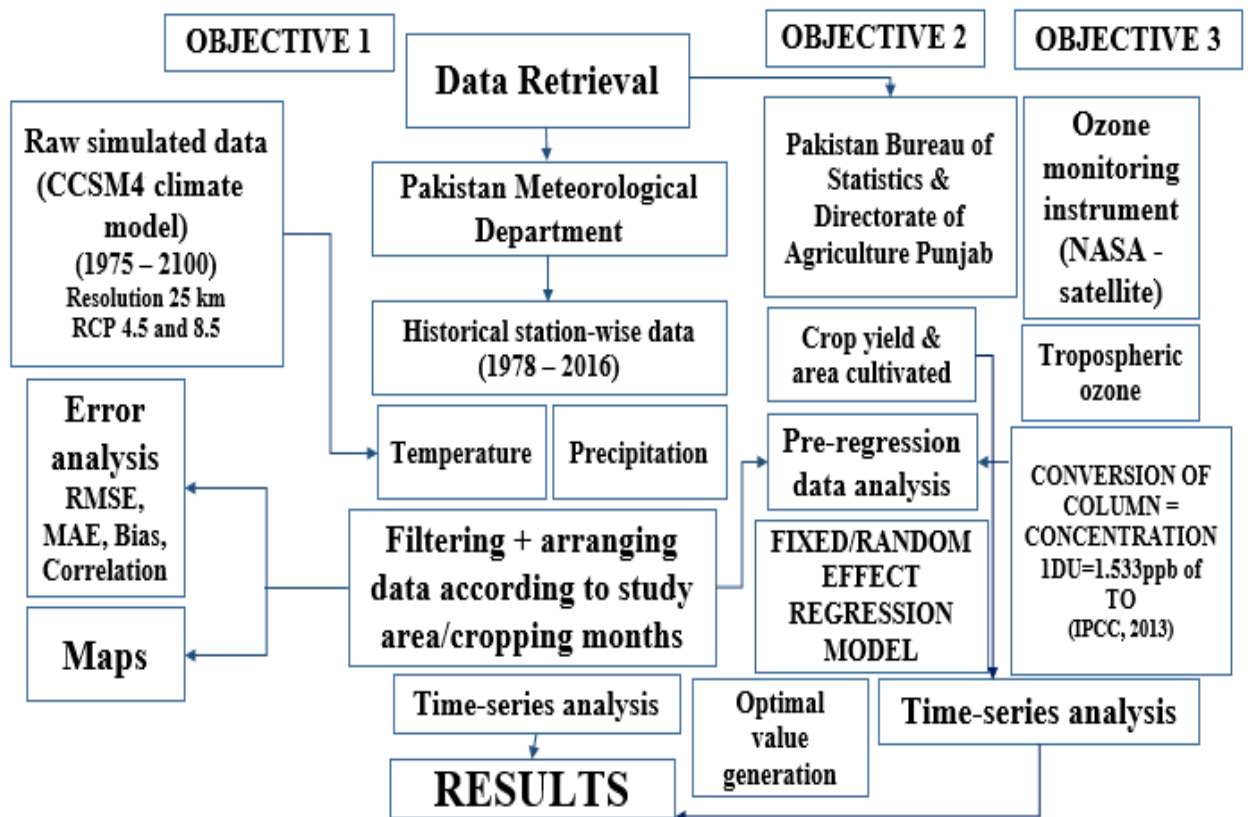 OBJECTIVE 1
OBJECTIVE 2
OBJECTIVE 3
Data Retrieval
Raw simulated data
(CCSM4 climate
model)
(1975 – 2100)
Resolution 25 km
RCP 4.5 and 8.5
Pakistan Meteorological
Department
Historical station-wise data
(1978 – 2016)
Temperature
Precipitation
Pakistan Bureau of
Statistics &
Directorate of
Agriculture Punjab
Ozone
monitoring
instrument
(NASA -
satellite)
Crop yield &
area cultivated
Tropospheric
ozone
Error
analysis
RMSE,
MAE, Bias,
Correlation
Maps
Filtering + arranging
data according to study
area/cropping months
Pre-regression
data analysis
CONVERSION OF
COLUMN =
CONCENTRATION
1DU=1.533ppb of
TO
(IPCC, 2013)
FIXED/RANDOM
EFFECT
REGRESSION
MODEL
Time-series analysis
Optimal
value
generation
Time-series analysis
RESULTS